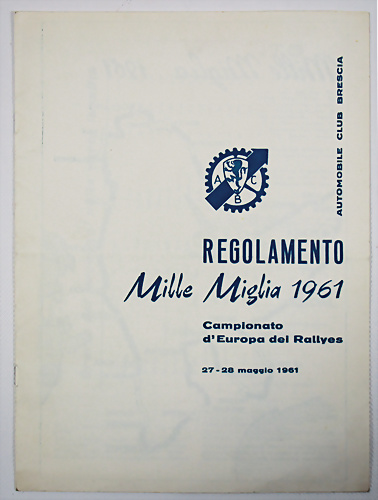 AUTOMOBILE CLUB BRESCIA
A C
B
REGOLAMENTO
Mille Miglia 1961
Campionato
d'Europa dei Rallyes
27-28 maggio 1961